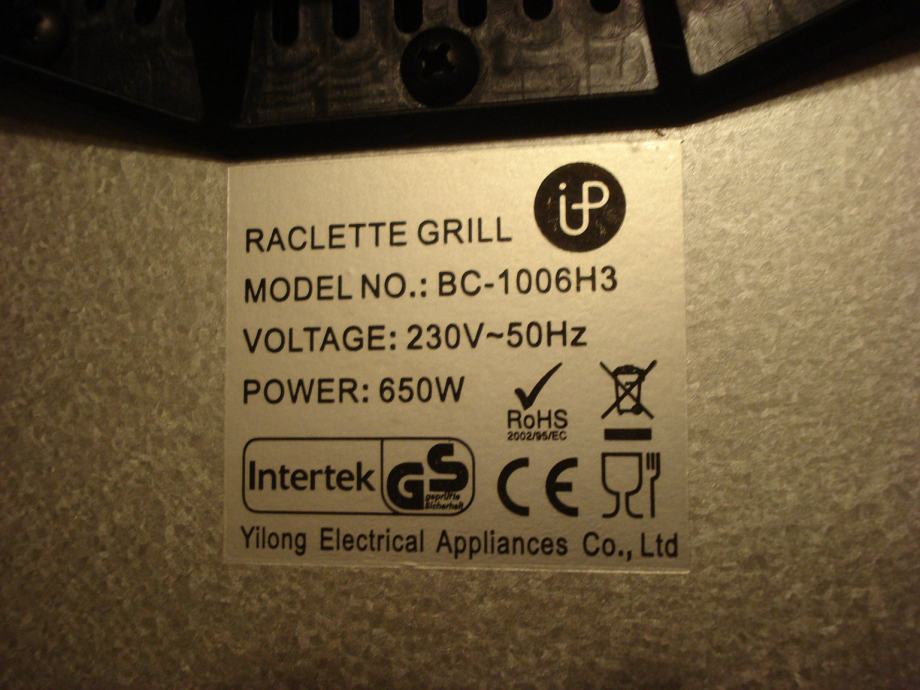 RACLETTE GRILL
MODEL NO.: BC-1006H3
VOLTAGE: 230V~50Hz
POWER: 650W
RoHS
2002/95/EC
Intertek GS
geprüfte
Sicherheit
CE
Yilong Electrical Appliances Co., Ltd